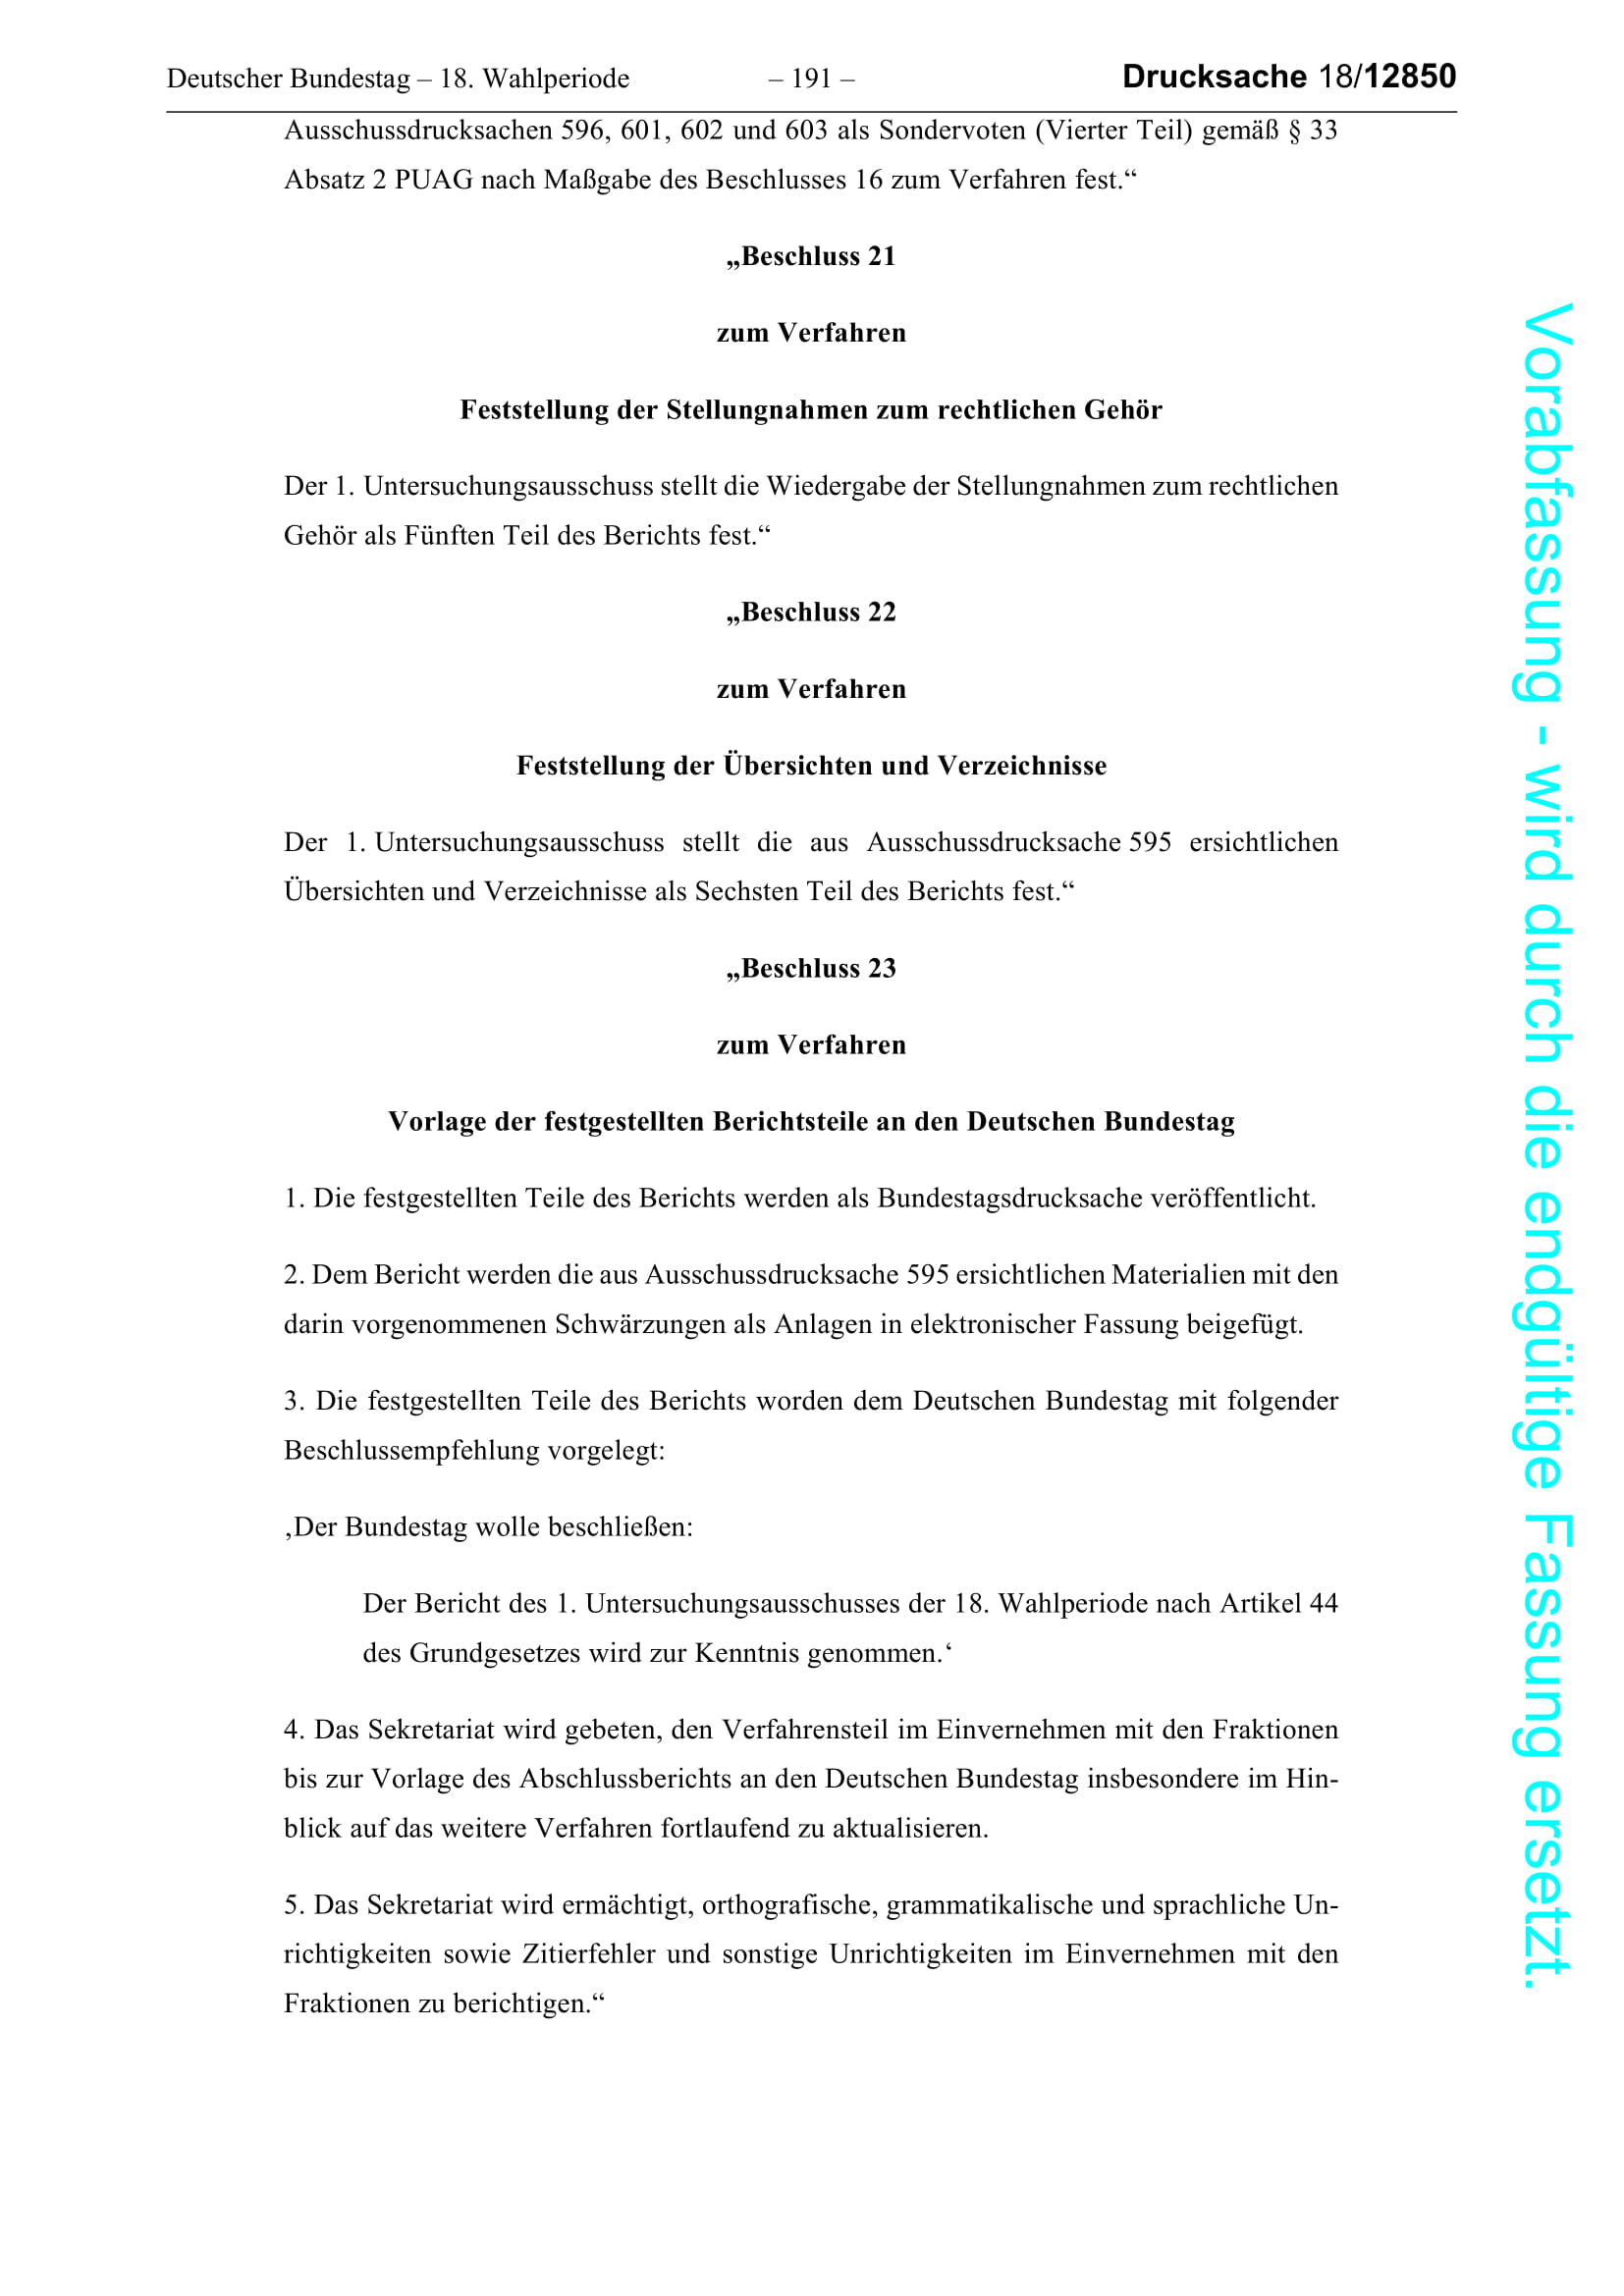 Deutscher Bundestag – 18. Wahlperiode – 191 – Drucksache 18/12850
Ausschussdrucksachen 596, 601, 602 und 603 als Sondervoten (Vierter Teil) gemäß § 33
Absatz 2 PUAG nach Maßgabe des Beschlusses 16 zum Verfahren fest.“
„Beschluss 21
zum Verfahren
Feststellung der Stellungnahmen zum rechtlichen Gehör
Der 1. Untersuchungsausschuss stellt die Wiedergabe der Stellungnahmen zum rechtlichen
Gehör als Fünften Teil des Berichts fest.“
„Beschluss 22
zum Verfahren
Feststellung der Übersichten und Verzeichnisse
Der 1. Untersuchungsausschuss stellt die aus Ausschussdrucksache 595 ersichtlichen
Übersichten und Verzeichnisse als Sechsten Teil des Berichts fest.“
„Beschluss 23
zum Verfahren
Vorlage der festgestellten Berichtsteile an den Deutschen Bundestag
1. Die festgestellten Teile des Berichts werden als Bundestagsdrucksache veröffentlicht.
2. Dem Bericht werden die aus Ausschussdrucksache 595 ersichtlichen Materialien mit den
darin vorgenommenen Schwärzungen als Anlagen in elektronischer Fassung beigefügt.
3. Die festgestellten Teile des Berichts worden dem Deutschen Bundestag mit folgender
Beschlussempfehlung vorgelegt:
‚Der Bundestag wolle beschließen:
Der Bericht des 1. Untersuchungsausschusses der 18. Wahlperiode nach Artikel 44
des Grundgesetzes wird zur Kenntnis genommen.‘
4. Das Sekretariat wird gebeten, den Verfahrensteil im Einvernehmen mit den Fraktionen
bis zur Vorlage des Abschlussberichts an den Deutschen Bundestag insbesondere im Hin-
blick auf das weitere Verfahren fortlaufend zu aktualisieren.
5. Das Sekretariat wird ermächtigt, orthografische, grammatikalische und sprachliche Un-
richtigkeiten sowie Zitierfehler und sonstige Unrichtigkeiten im Einvernehmen mit den
Fraktionen zu berichtigen.“
Vorabfassung - wird durch die endgültige Fassung ersetzt.